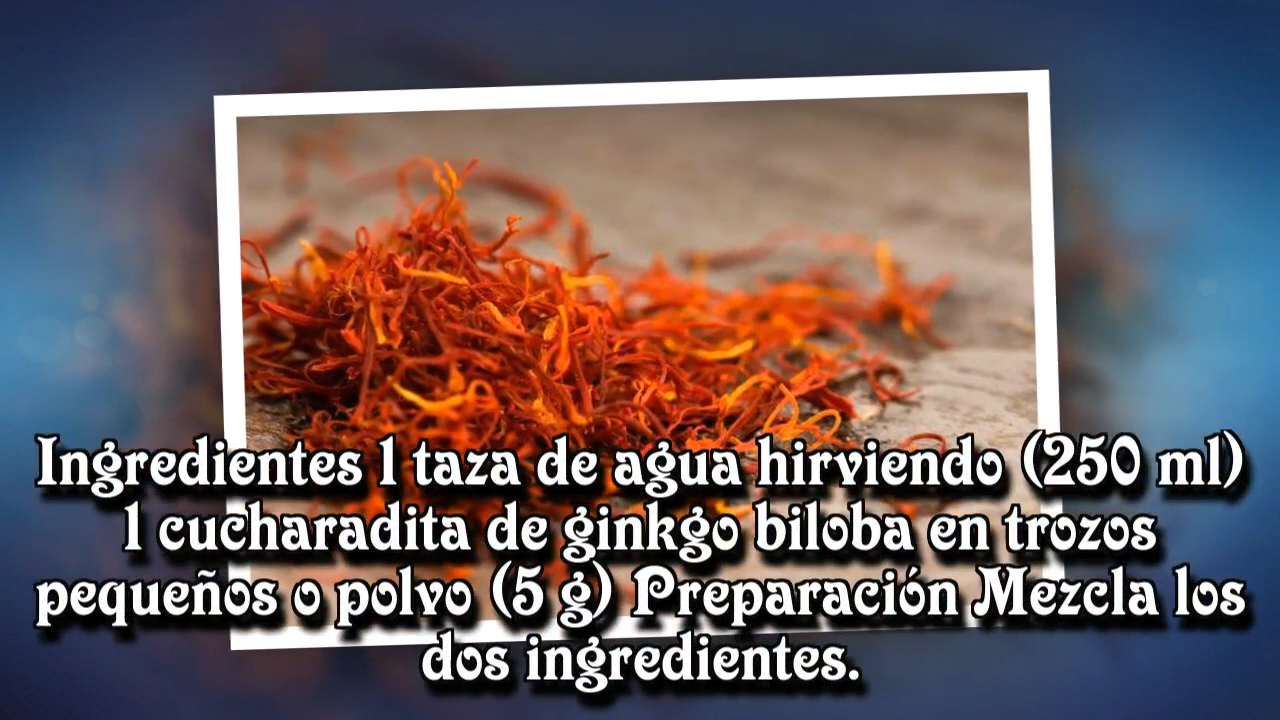 Ingredientes 1 taza de agua hirviendo (250 ml)
1 cucharadita de ginkgo biloba en trozos
pequeños o polvo (5 g) Preparación Mezcla los
dos ingredientes.